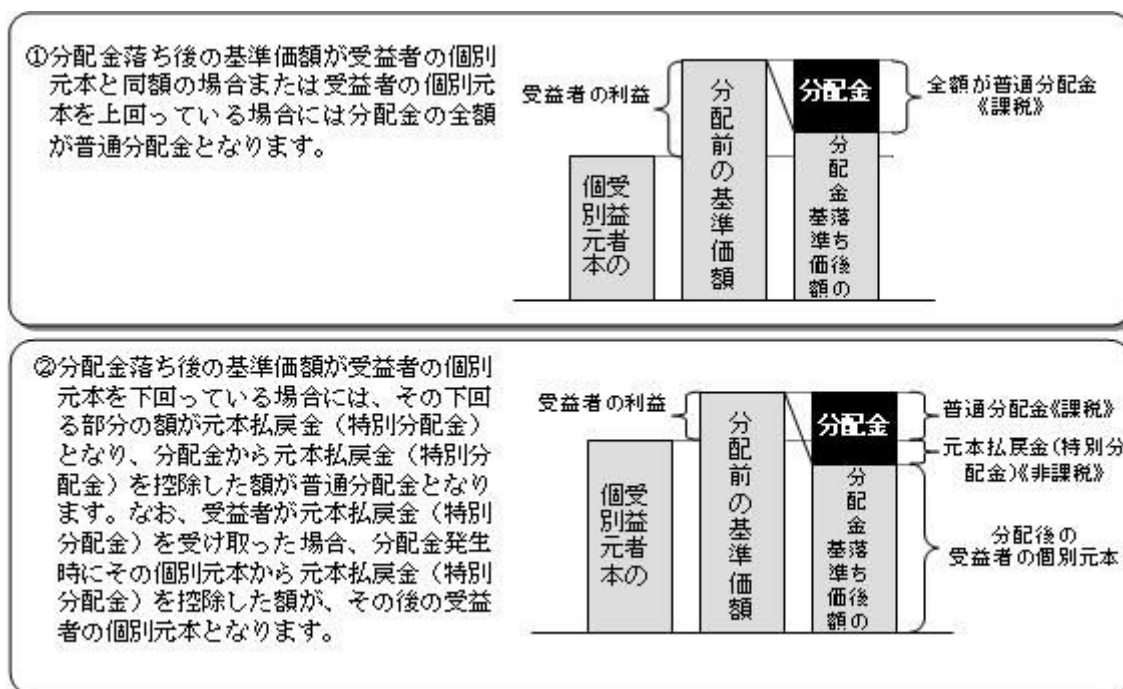 ①分配金落ち後の基準価額が受益者の個別
元本と同額の場合または受益者の個別元
本を上回っている場合には分配金の全額
が普通分配金となります。
受益者の利益
受益者の
個別元本
分配前の基準価額
分配金
分配金落ち後の
基準価額
全額が普通分配金
《課税》
②分配金落ち後の基準価額が受益者の個別
元本を下回っている場合には、その下回
る部分の額が元本払戻金（特別分配金）
となり、分配金から元本払戻金（特別分
配金）を控除した額が普通分配金となり
ます。なお、受益者が元本払戻金（特別
分配金）を受け取った場合、分配金発生
時にその個別元本から元本払戻金（特別
分配金）を控除した額が、その後の受益
者の個別元本となります。
受益者の利益
受益者の
個別元本
分配前の基準価額
分配金
分配金落ち後の
基準価額
普通分配金《課税》
元本払戻金(特別分
配金)《非課税》
分配後の
受益者の個別元本